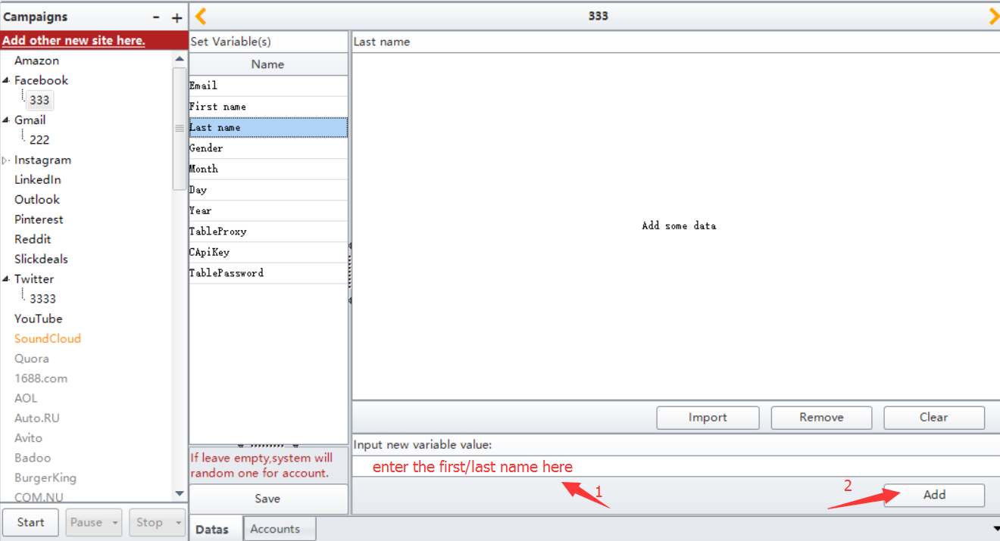 Campaigns - +
333
Add other new site here.
Amazon
Facebook
333
Gmail
222
Instagram
LinkedIn
Outlook
Pinterest
Reddit
Slickdeals
Twitter
3333
YouTube
SoundCloud
Quora
1688.com
AOL
Auto.RU
Avito
Badoo
BurgerKing
COM.NU
Start Pause Stop
Set Variable(s)
Name
Email
First name
Last name
Gender
Month
Day
Year
TableProxy
CApiKey
TablePassword
If leave empty,system will
random one for account.
Save
Datas Accounts
Last name
Add some data
Import Remove Clear
Input new variable value:
enter the first/last name here
1
2
Add